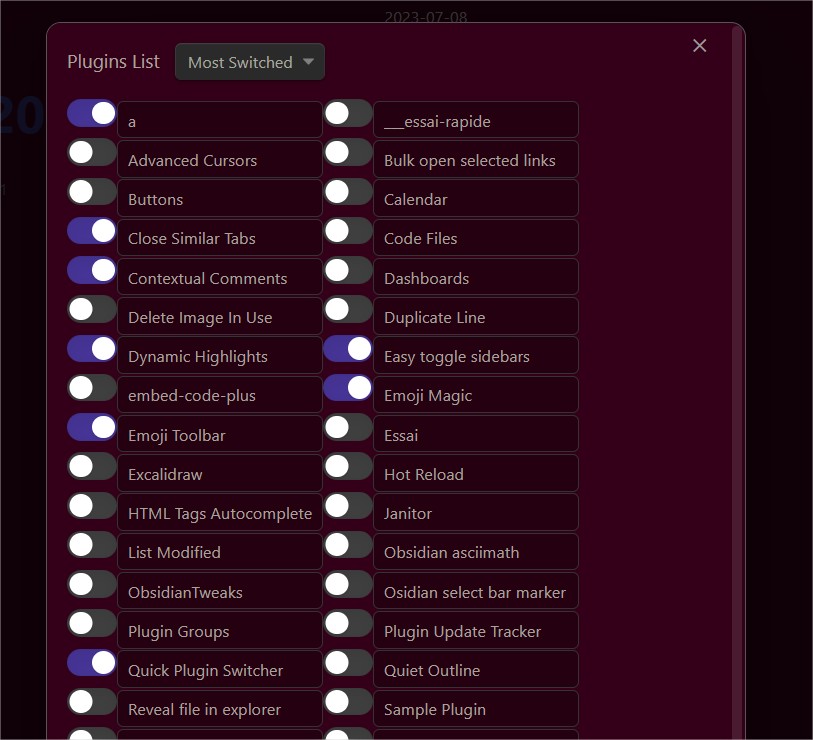 2023-07-08
Plugins List Most Switched
20
a ___essai-rapide
Advanced Cursors Bulk open selected links
1
Buttons Calendar
Close Similar Tabs Code Files
Contextual Comments Dashboards
Delete Image In Use Duplicate Line
Dynamic Highlights Easy toggle sidebars
embed-code-plus Emoji Magic
Emoji Toolbar Essai
Excalidraw Hot Reload
HTML Tags Autocomplete Janitor
List Modified Obsidian asciimath
ObsidianTweaks Osidian select bar marker
Plugin Groups Plugin Update Tracker
Quick Plugin Switcher Quiet Outline
Reveal file in explorer Sample Plugin